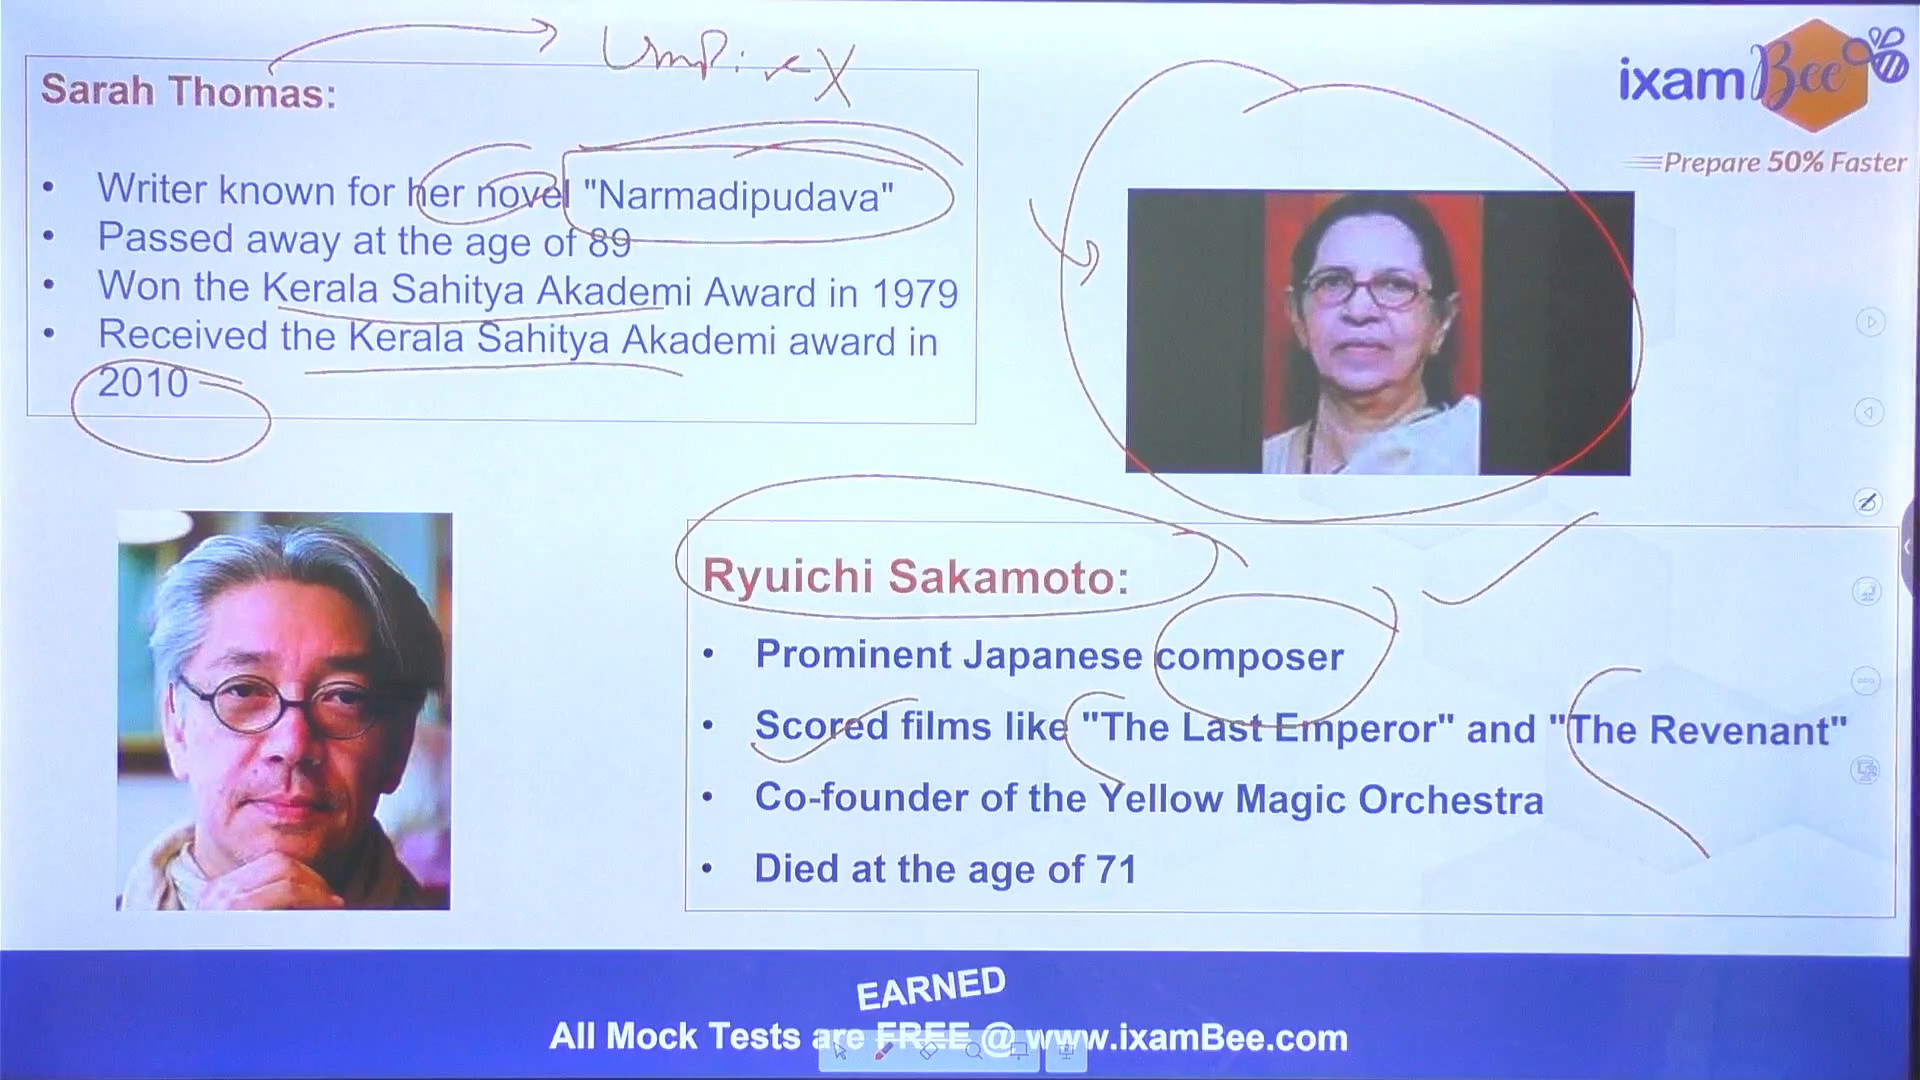 Umpire X
ixamBee
Prepare 50% Faster
Sarah Thomas:
• Writer known for her novel "Narmadipudava"
• Passed away at the age of 89
• Won the Kerala Sahitya Akademi Award in 1979
• Received the Kerala Sahitya Akademi award in
2010
Ryuichi Sakamoto:
• Prominent Japanese composer
• Scored films like "The Last Emperor" and "The Revenant"
• Co-founder of the Yellow Magic Orchestra
• Died at the age of 71
EARNED
All Mock Tests are FREE @ www.ixamBee.com